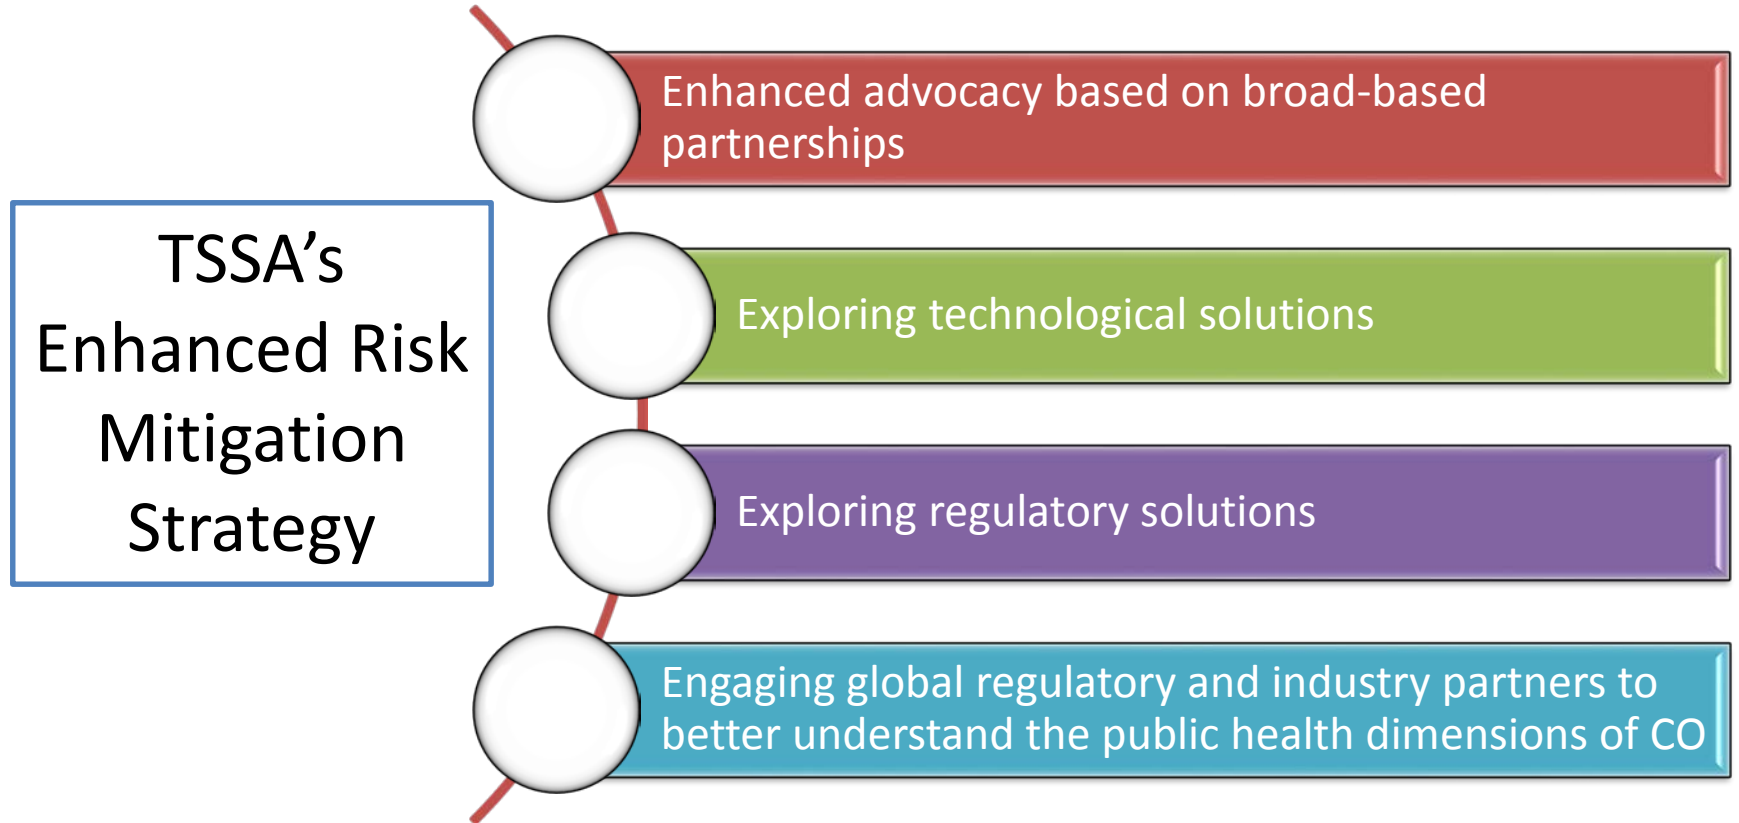 TSSA’s
Enhanced Risk
Mitigation
Strategy
Enhanced advocacy based on broad-based
partnerships
Exploring technological solutions
Exploring regulatory solutions
Engaging global regulatory and industry partners to
better understand the public health dimensions of CO